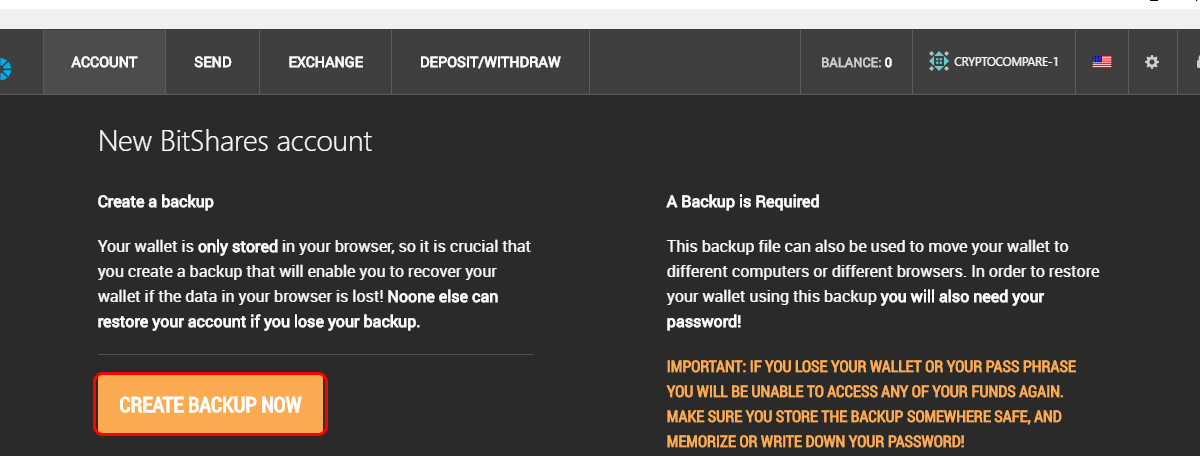 ACCOUNT SEND EXCHANGE DEPOSIT/WITHDRAW BALANCE: 0 CRYPTOCOMPARE-1
New BitShares account
Create a backup
Your wallet is only stored in your browser, so it is crucial that
you create a backup that will enable you to recover your
wallet if the data in your browser is lost! Noone else can
restore your account if you lose your backup.
CREATE BACKUP NOW
A Backup is Required
This backup file can also be used to move your wallet to
different computers or different browsers. In order to restore
your wallet using this backup you will also need your
password!
IMPORTANT: IF YOU LOSE YOUR WALLET OR YOUR PASS PHRASE
YOU WILL BE UNABLE TO ACCESS ANY OF YOUR FUNDS AGAIN.
MAKE SURE YOU STORE THE BACKUP SOMEWHERE SAFE, AND
MEMORIZE OR WRITE DOWN YOUR PASSWORD!